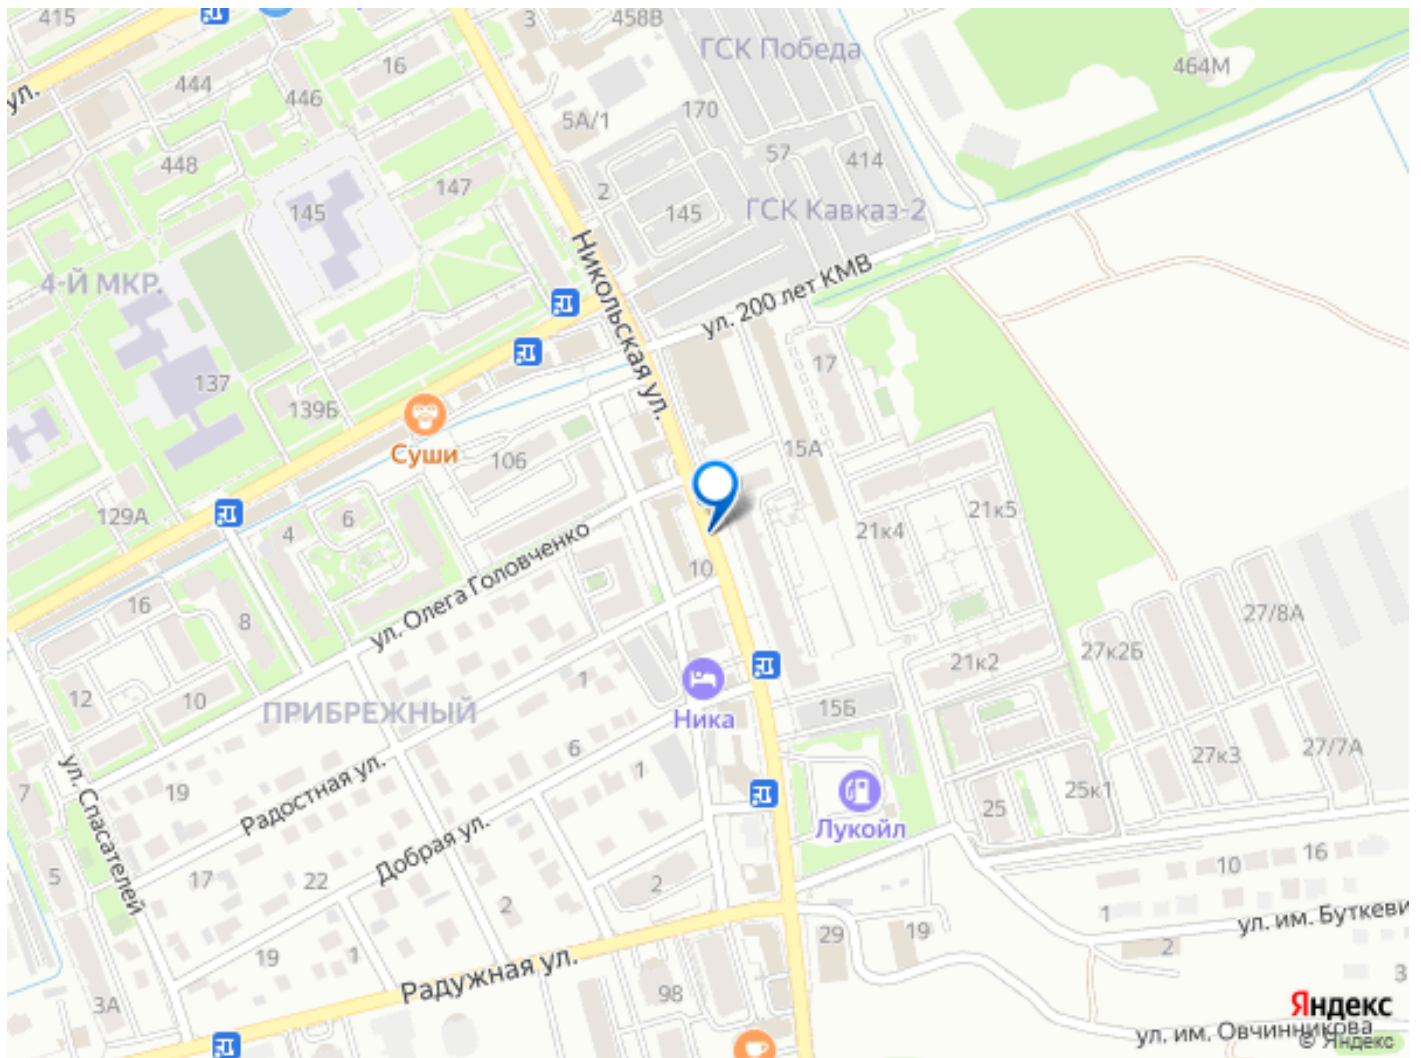 415
3
458В
ГСК Победа
464М
ул.
444
446
16
5А/1
170
448
147
57
414
2
145
145
ГСК Кавказ-2
4-Й МКР.
Никольская ул.
ул. 200 лет КМВ
137
139Б
17
Суши
106
15А
129А
4
6
21к4
21к5
ул. Олега Головченко
10
16
8
27/8А
27к2Б
21к2
12
10
ПРИБРЕЖНЫЙ
1
Ника
15Б
6
27к3
27/7А
7
19
Радостная ул.
1
25
25к1
Лукойл
ул. Спасателей
Добрая ул.
5
17
22
2
2
10
16
1
ул. им. Буткеви
19
1
29
19
2
3А
Радужная ул.
98
3
Яндекс
ул. им. Овчинникова
© Яндекс